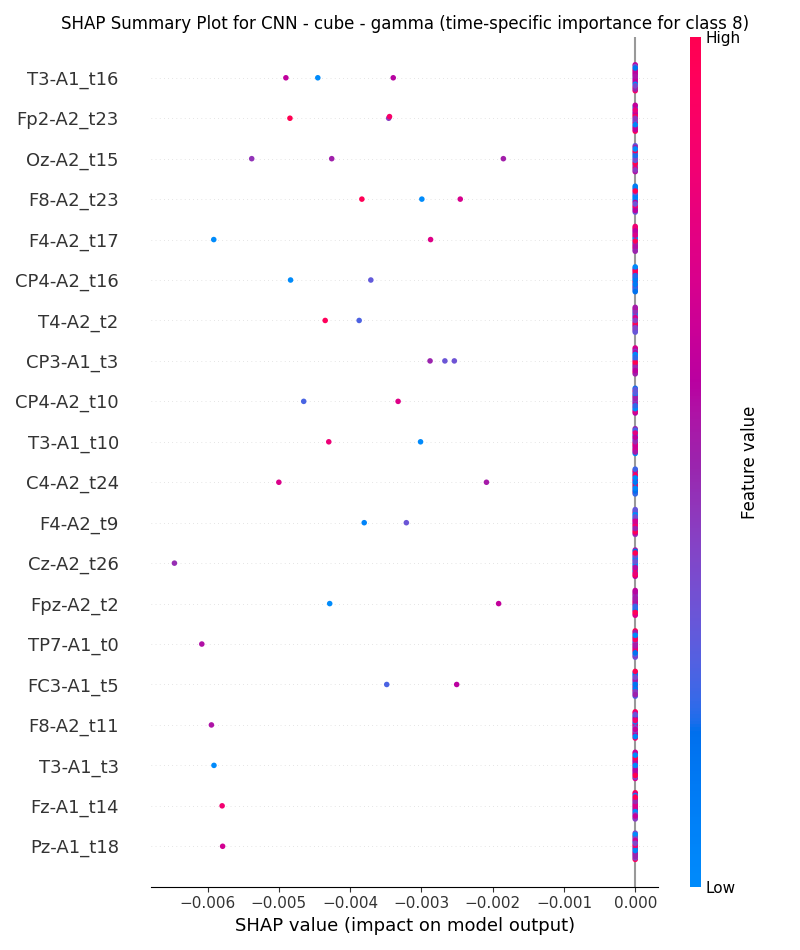 SHAP Summary Plot for CNN - cube - gamma (time-specific importance for class 8)
High
T3-A1_t16
Fp2-A2_t23
Oz-A2_t15
F8-A2_t23
F4-A2_t17
CP4-A2_t16
T4-A2_t2
CP3-A1_t3
CP4-A2_t10
T3-A1_t10
C4-A2_t24
F4-A2_t9
Cz-A2_t26
Fpz-A2_t2
TP7-A1_t0
FC3-A1_t5
F8-A2_t11
T3-A1_t3
Fz-A1_t14
Pz-A1_t18
Feature value
Low
−0.006 −0.005 −0.004 −0.003 −0.002 −0.001 0.000
SHAP value (impact on model output)